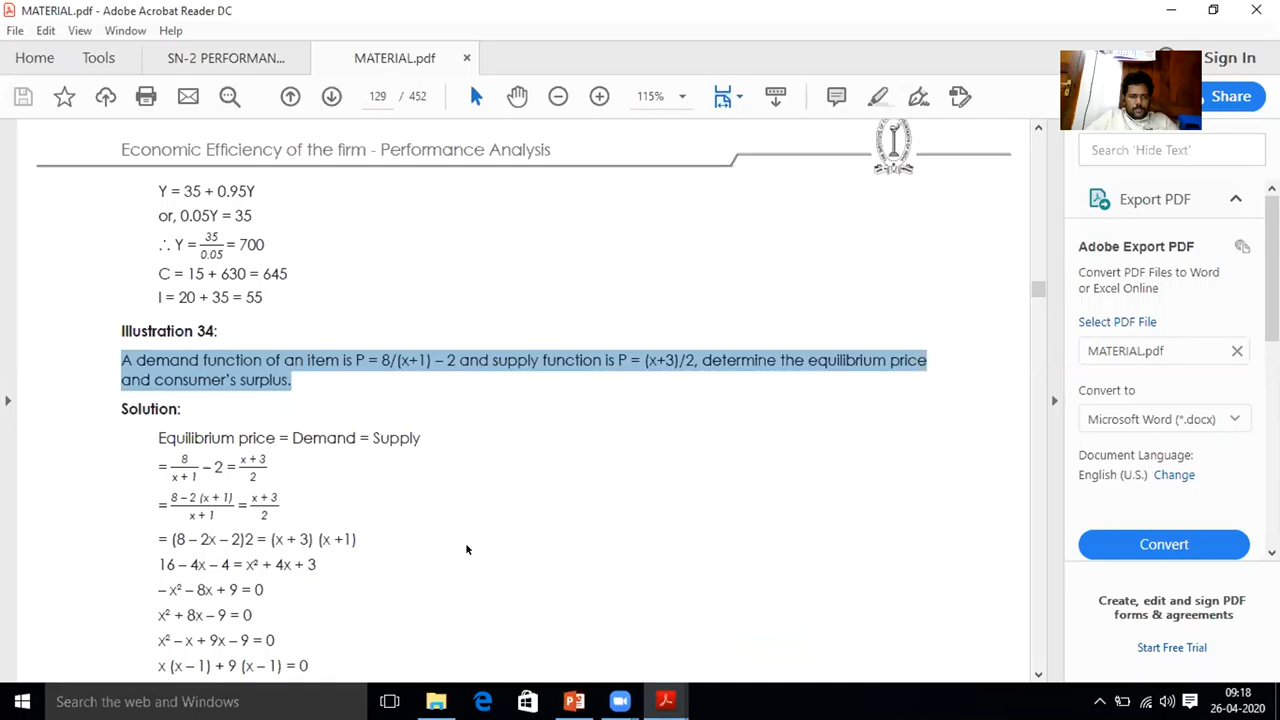 MATERIAL.pdf - Adobe Acrobat Reader DC
File Edit View Window Help
Home Tools SN-2 PERFORMAN... MATERIAL.pdf × Sign In
129 / 452 115% Share
Economic Efficiency of the firm - Performance Analysis
Y = 35 + 0.95Y
or, 0.05Y = 35
∴ Y = 35/0.05 = 700
C = 15 + 630 = 645
I = 20 + 35 = 55
Illustration 34:
A demand function of an item is P = 8/(x+1) – 2 and supply function is P = (x+3)/2, determine the equilibrium price
and consumer's surplus.
Solution:
Equilibrium price = Demand = Supply
= 8/x + 1 – 2 = x + 3/2
= 8 – 2 (x + 1)/x + 1 = x + 3/2
= (8 – 2x – 2)2 = (x + 3) (x +1)
16 – 4x – 4 = x² + 4x + 3
– x² – 8x + 9 = 0
x² + 8x – 9 = 0
x² – x + 9x – 9 = 0
x (x – 1) + 9 (x – 1) = 0
Search 'Hide Text'
Export PDF
Adobe Export PDF
Convert PDF Files to Word
or Excel Online
Select PDF File
MATERIAL.pdf
Convert to
Microsoft Word (*.docx)
Document Language:
English (U.S.) Change
Convert
Create, edit and sign PDF
forms & agreements
Start Free Trial
Search the web and Windows
09:18
26-04-2020